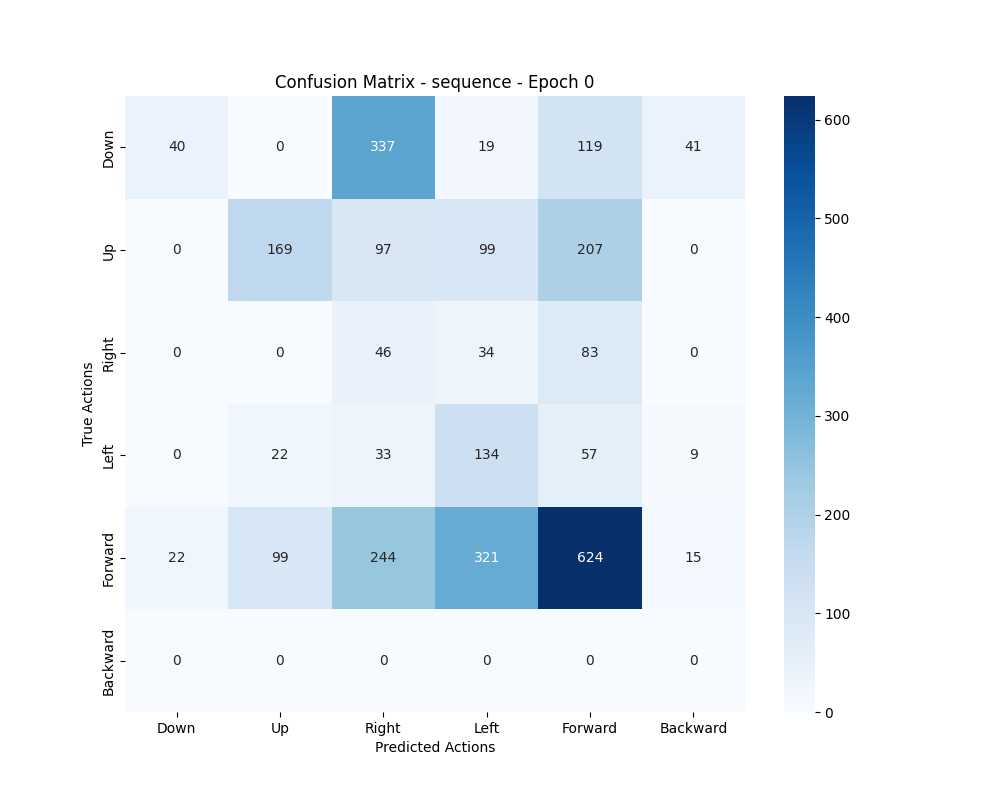 Confusion Matrix - sequence - Epoch 0
Down 40 0 337 19 119 41
Up 0 169 97 99 207 0
Right 0 0 46 34 83 0
Left 0 22 33 134 57 9
Forward 22 99 244 321 624 15
Backward 0 0 0 0 0 0
Down Up Right Left Forward Backward
Predicted Actions
True Actions
600
500
400
300
200
100
0